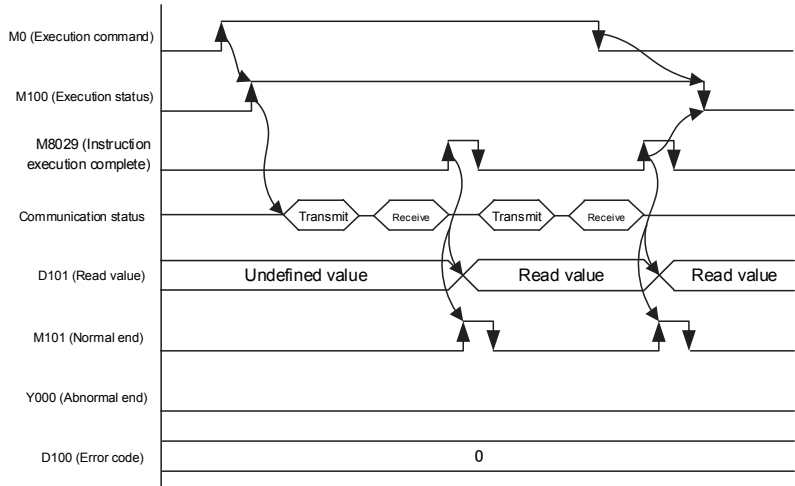 M0 (Execution command)
M100 (Execution status)
M8029 (Instruction
execution complete)
Communication status
Transmit
Receive
Transmit
Receive
D101 (Read value)
Undefined value
Read value
Read value
M101 (Normal end)
Y000 (Abnormal end)
D100 (Error code)
0